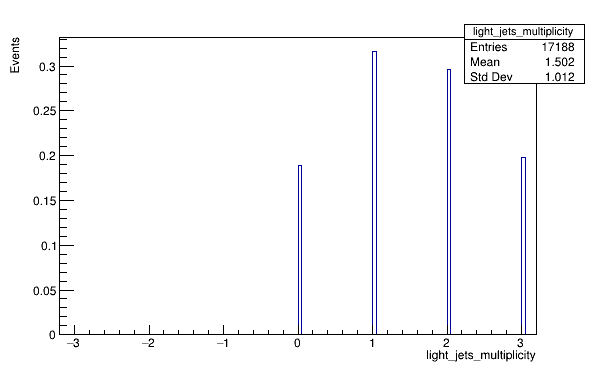 light_jets_multiplicity
Entries 17188
Mean 1.502
Std Dev 1.012
Events
0.3
0.25
0.2
0.15
0.1
0.05
0
−3 −2 −1 0 1 2 3
light_jets_multiplicity